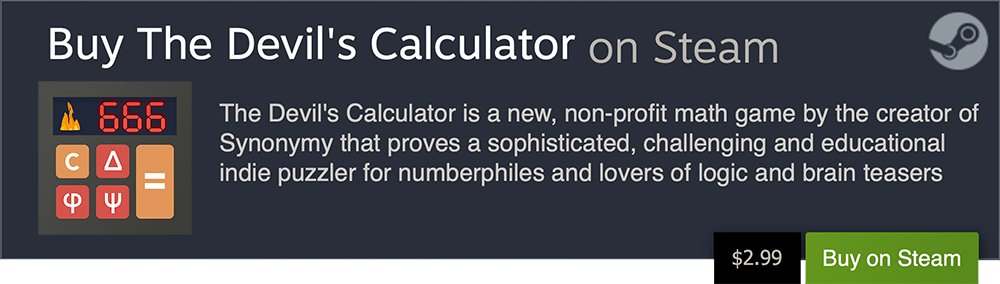 Buy The Devil's Calculator on Steam
666
C Δ
=
φ ψ
The Devil's Calculator is a new, non-profit math game by the creator of
Synonymy that proves a sophisticated, challenging and educational
indie puzzler for numberphiles and lovers of logic and brain teasers
$2.99 Buy on Steam